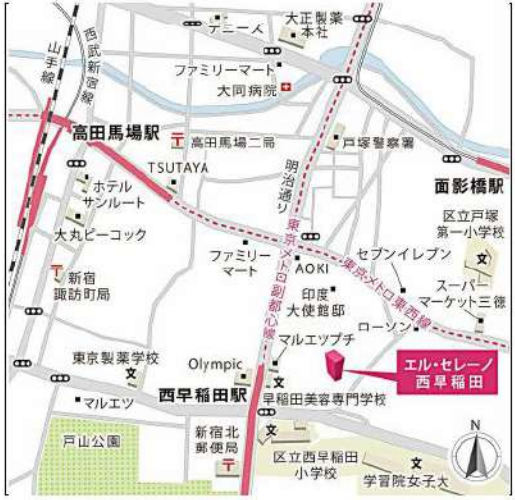 デニーズ
大正製薬
本社
西武新宿線
山手線
ファミリーマート
大同病院
高田馬場駅
高田馬場二局
戸塚警察署
TSUTAYA
明治通り
面影橋駅
ホテル
サンルート
区立戸塚
第一小学校
文
大丸ピーコック
東京メトロ副都心線
東京メトロ東西線
ファミリー
マート
AOKI
セブンイレブン
新宿
諏訪町局
印度
大使館邸
スーパー
マーケット三徳
ローソン
マルエツプチ
東京製薬学校
文
Olympic
エル・セレーノ
西早稲田
西早稲田駅
文
早稲田美容専門学校
マルエツ
戸山公園
新宿北
郵便局
文
区立西早稲田
小学校
文
学習院女子大
N